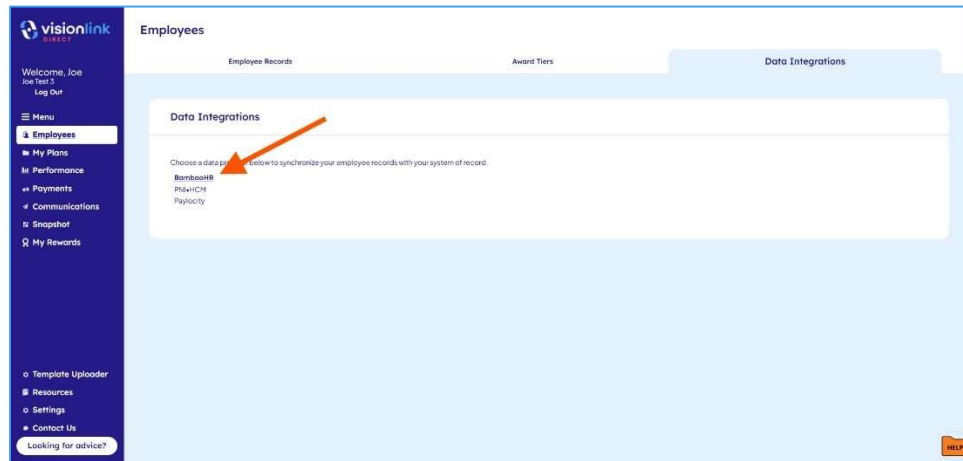 visionlink
DIRECT
Welcome, Joe
Joe Test 3
Log Out
Menu
Employees
My Plans
Performance
Payments
Communications
Snapshot
My Rewards
Template Uploader
Resources
Settings
Contact Us
Looking for advice?
Employees
Employee Records
Award Tiers
Data Integrations
Data Integrations
Choose a data below to synchronize your employee records with your system of record.
BambooHR
PNI•HCM
Paylocity
HELP